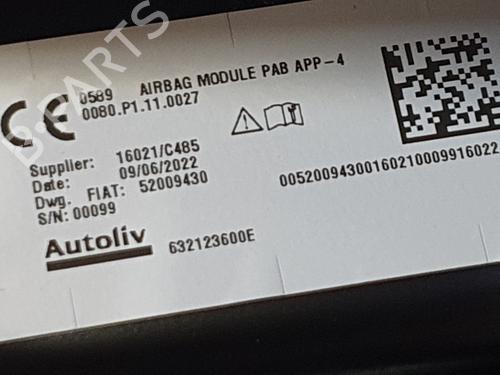 B-PARTS
CE 0589 AIRBAG MODULE PAB APP-4
0080.P1.11.0027
Supplier: 16021/C485
Date: 09/06/2022
Dwg. FIAT: 52009430
S/N: 00099
00520094300160210009916022
Autoliv 632123600E